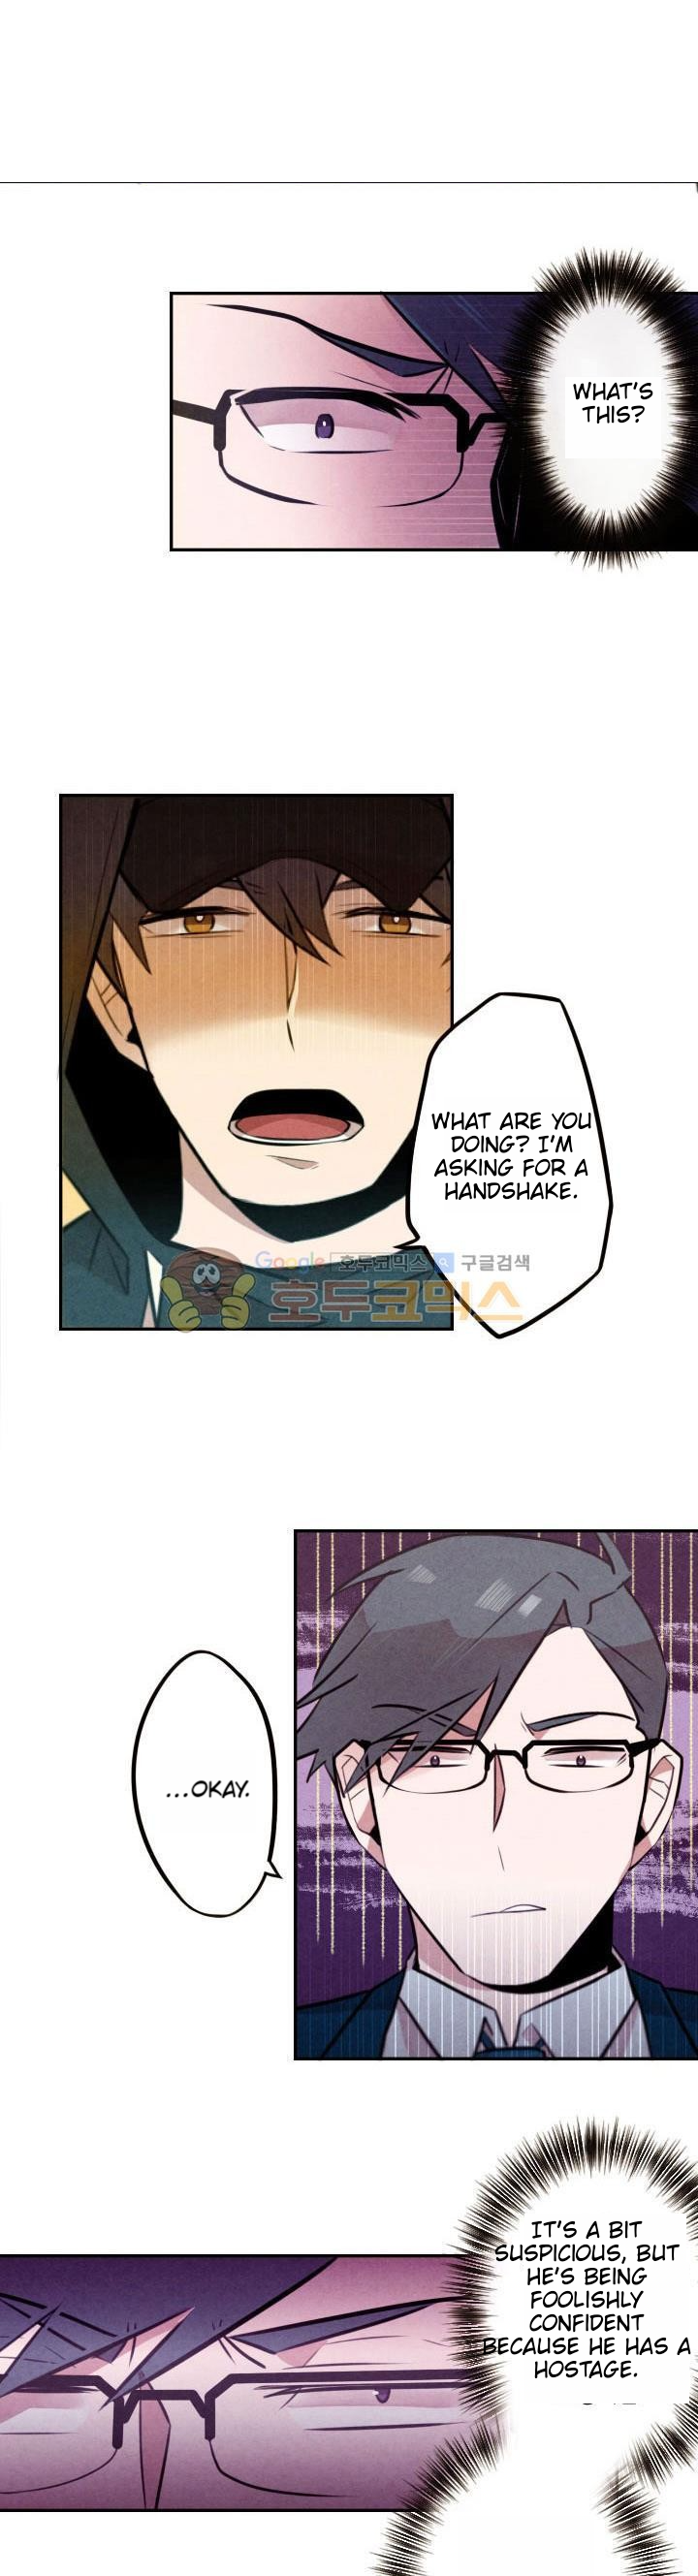 WHAT'S
THIS?
WHAT ARE YOU
DOING? I'M
ASKING FOR A
HANDSHAKE.
Google 호두코믹스 구글검색
호두코믹스
...OKAY.
IT'S A BIT
SUSPICIOUS, BUT
HE'S BEING
FOOLISHLY
CONFIDENT
BECAUSE HE HAS A
HOSTAGE.